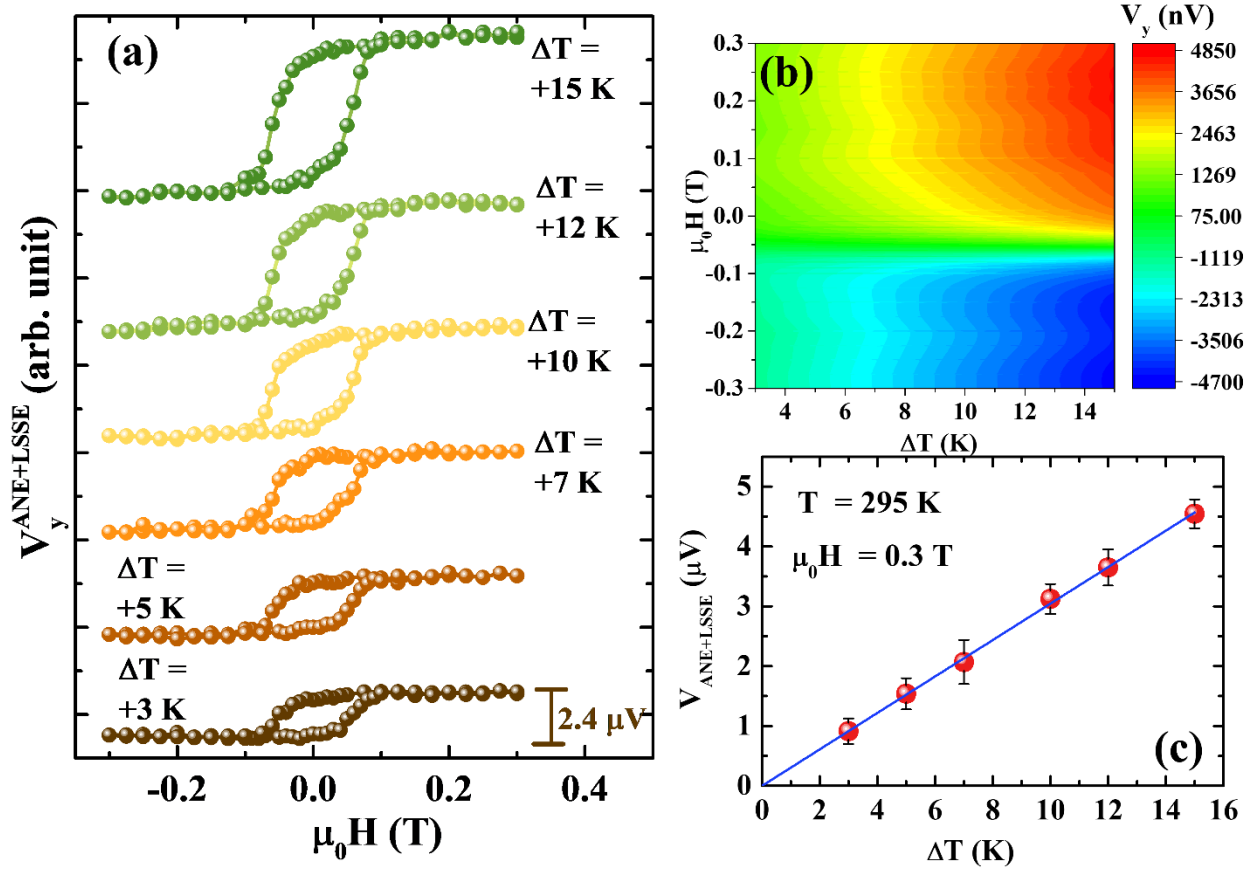 (a)
ΔT =
+15 K
ΔT =
+12 K
ΔT =
+10 K
ΔT =
+7 K
ΔT =
+5 K
ΔT =
+3 K
2.4 μV
V_y^ANE+LSSE (arb. unit)
-0.2 0.0 0.2 0.4
μ₀H (T)
V_y (nV)
(b)
0.3
0.2
0.1
0.0
-0.1
-0.2
-0.3
μ₀H (T)
4 6 8 10 12 14
ΔT (K)
4850
3656
2463
1269
75.00
-1119
-2313
-3506
-4700
T = 295 K
μ₀H = 0.3 T
(c)
5
4
3
2
1
0
V_ANE+LSSE (μV)
0 2 4 6 8 10 12 14 16
ΔT (K)